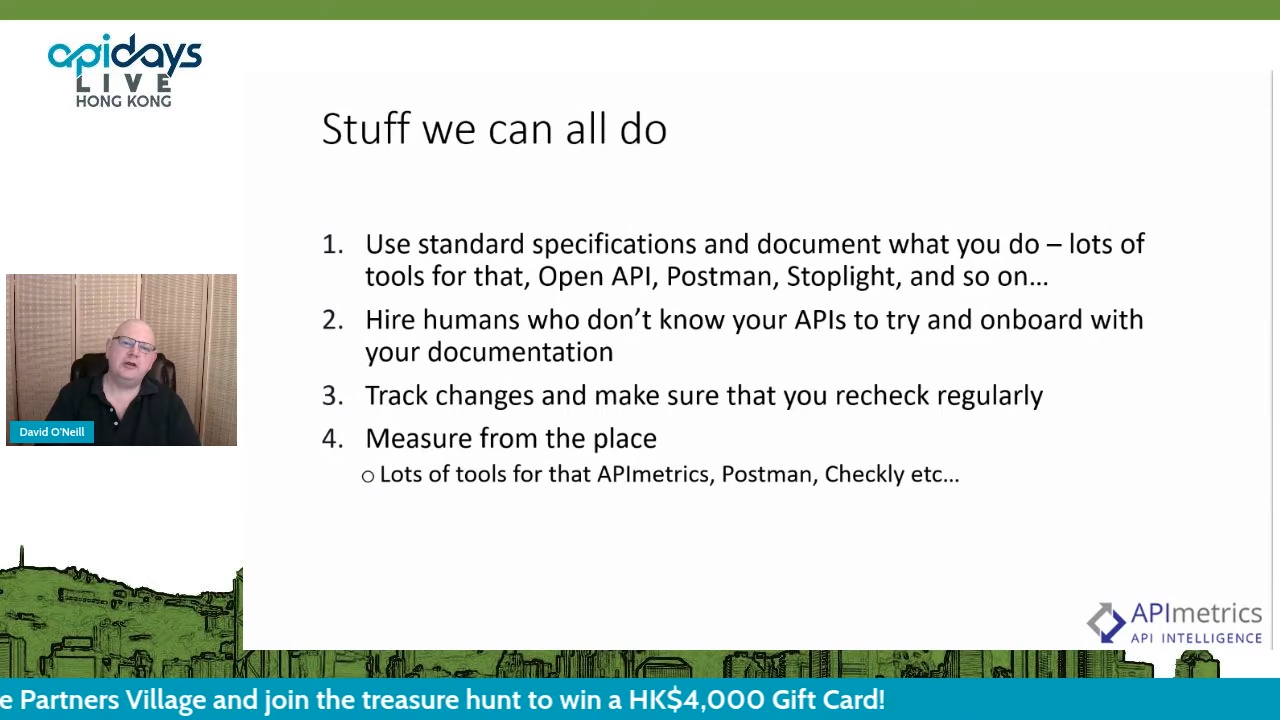 apidays
LIVE
HONG KONG
Stuff we can all do
1. Use standard specifications and document what you do – lots of
tools for that, Open API, Postman, Stoplight, and so on…
2. Hire humans who don’t know your APIs to try and onboard with
your documentation
3. Track changes and make sure that you recheck regularly
4. Measure from the place
○ Lots of tools for that APImetrics, Postman, Checkly etc…
David O'Neill
APImetrics
API INTELLIGENCE
e Partners Village and join the treasure hunt to win a HK$4,000 Gift Card!